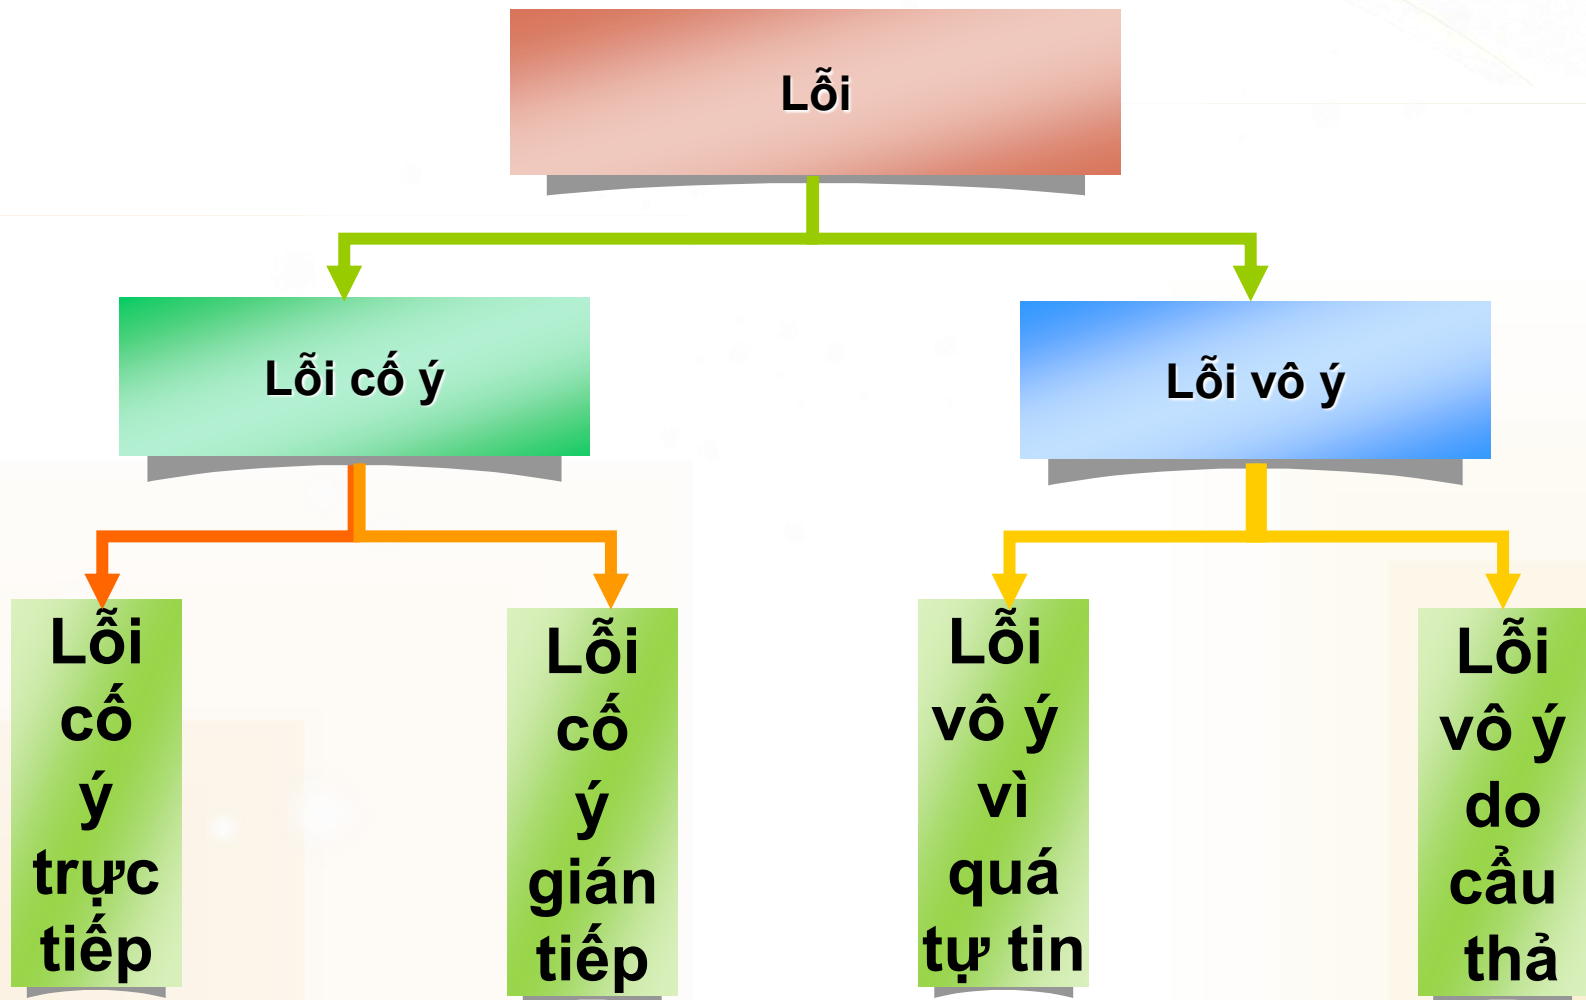 Lỗi
Lỗi cố ý
Lỗi vô ý
Lỗi
cố
ý
trực
tiếp
Lỗi
cố
ý
gián
tiếp
Lỗi
vô ý
vì
quá
tự tin
Lỗi
vô ý
do
cẩu
thả